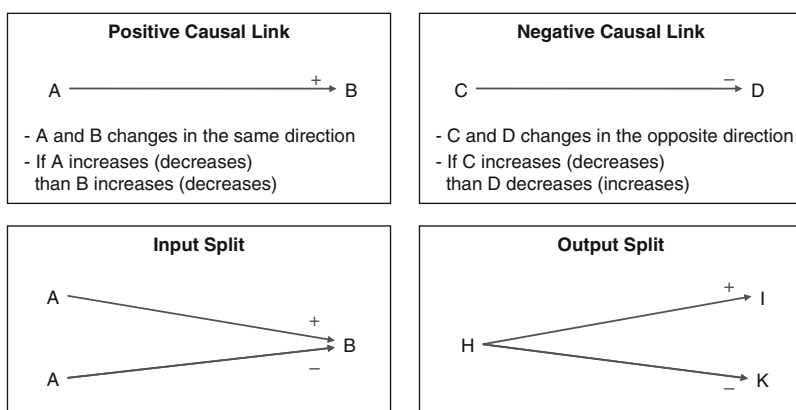 Positive Causal Link
A + B
- A and B changes in the same direction
- If A increases (decreases)
than B increases (decreases)
Negative Causal Link
C − D
- C and D changes in the opposite direction
- If C increases (decreases)
than D decreases (increases)
Input Split
A
+
B
−
A
Output Split
+
I
H
−
K